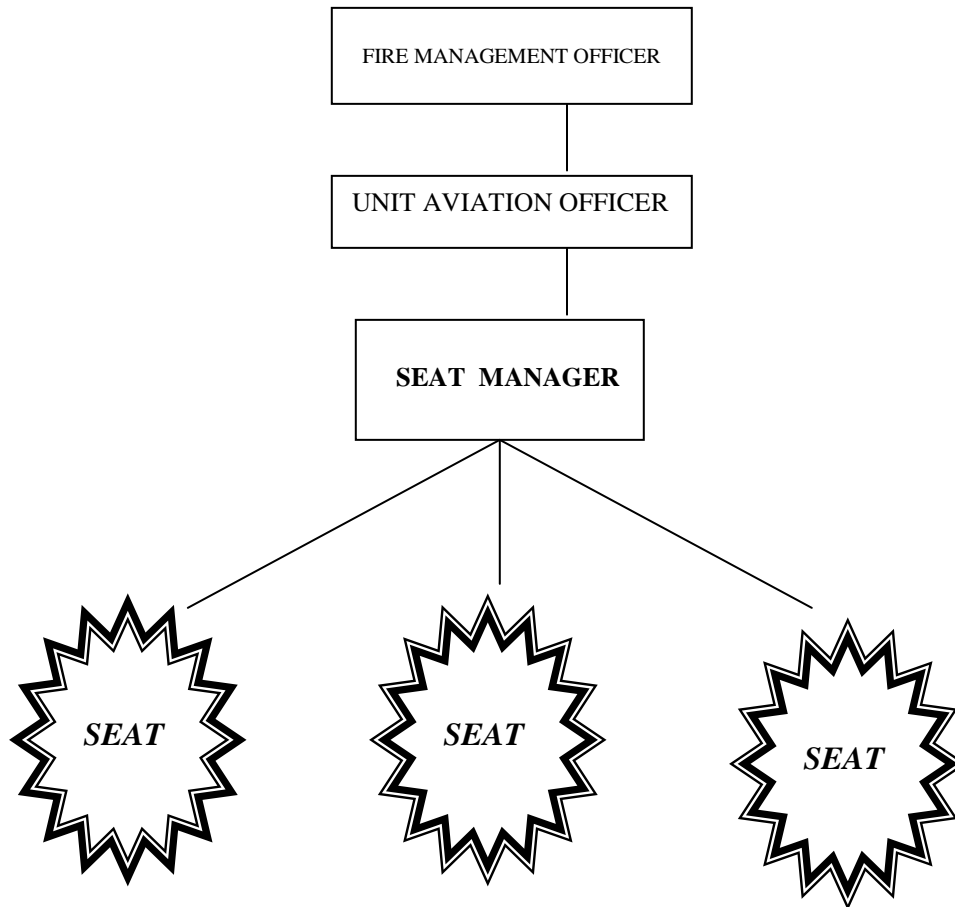 FIRE MANAGEMENT OFFICER
UNIT AVIATION OFFICER
SEAT MANAGER
SEAT
SEAT
SEAT